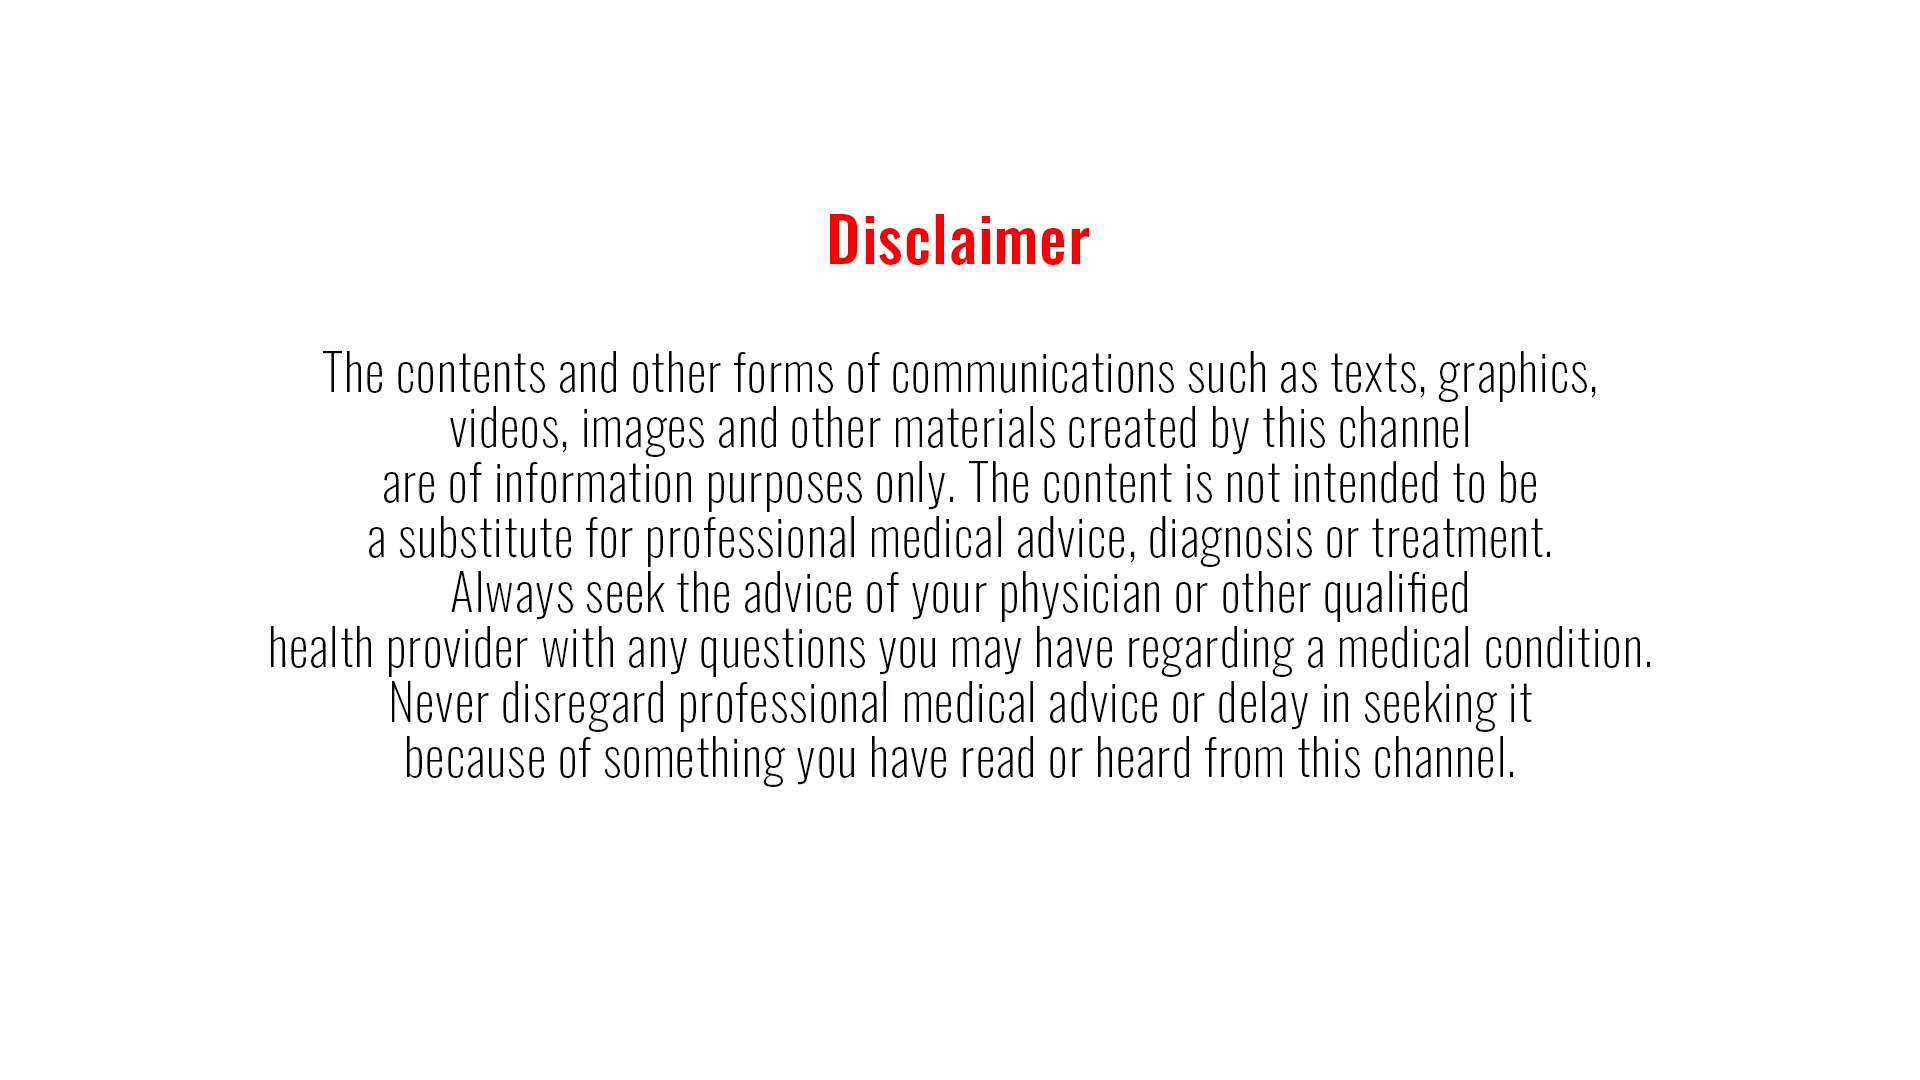 Disclaimer
The contents and other forms of communications such as texts, graphics,
videos, images and other materials created by this channel
are of information purposes only. The content is not intended to be
a substitute for professional medical advice, diagnosis or treatment.
Always seek the advice of your physician or other qualified
health provider with any questions you may have regarding a medical condition.
Never disregard professional medical advice or delay in seeking it
because of something you have read or heard from this channel.